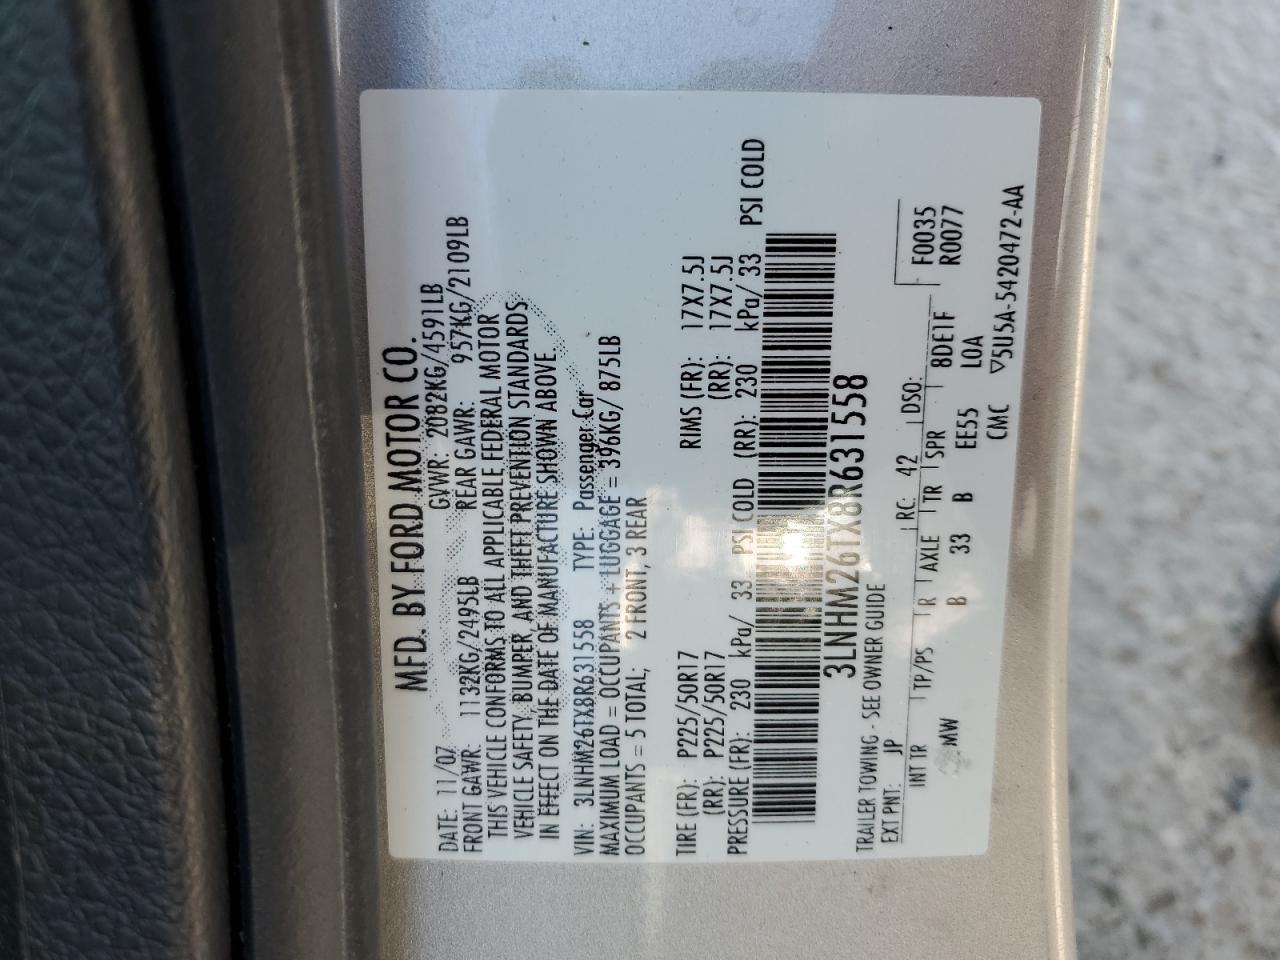 MFD. BY FORD MOTOR CO.
DATE: 11/07 GVWR: 2082KG/4591LB
FRONT GAWR: 1132KG/2495LB REAR GAWR: 957KG/2109LB
THIS VEHICLE CONFORMS TO ALL APPLICABLE FEDERAL MOTOR
VEHICLE SAFETY, BUMPER, AND THEFT PREVENTION STANDARDS
IN EFFECT ON THE DATE OF MANUFACTURE SHOWN ABOVE.
VIN: 3LNHM26TX8R631558 TYPE: Passenger Car
MAXIMUM LOAD = OCCUPANTS + LUGGAGE = 396KG/ 875LB
OCCUPANTS = 5 TOTAL; 2 FRONT, 3 REAR
TIRE (FR): P225/50R17 RIMS (FR): 17X7.5J
(RR): P225/50R17 (RR): 17X7.5J
PRESSURE (FR): 230 kPa/ 33 PSI COLD (RR): 230 kPa/ 33 PSI COLD
3LNHM26TX8R631558
TRAILER TOWING - SEE OWNER GUIDE
EXT PNT: JP RC: 42 DSO: F0035
INT TR TP/PS R AXLE TR SPR 8DE1F R0077
MW B 33 B EE55 L0A
CMC ▽5U5A-5420472-AA